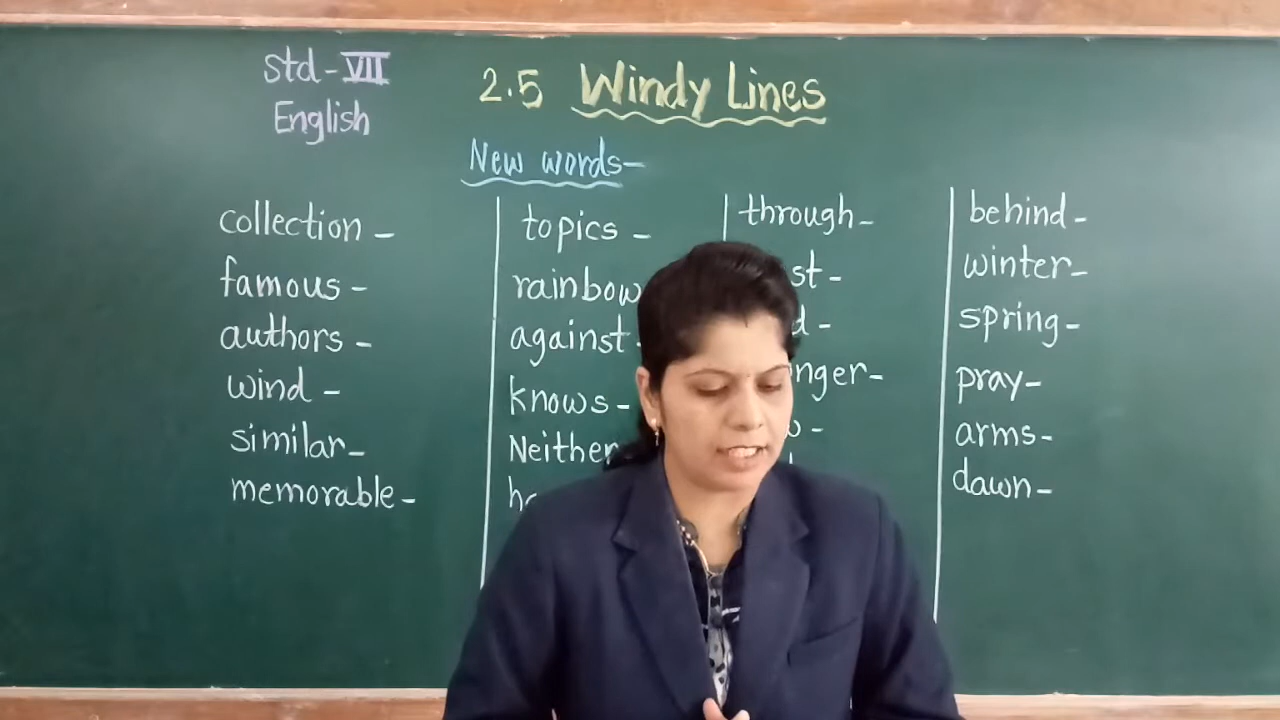 Std-VII
English
2.5 Windy Lines
New words-
collection -
famous -
authors -
wind -
similar-
memorable-
topics -
rainbow
against-
knows-
Neither
through-
behind-
winter-
spring-
pray-
arms-
dawn-